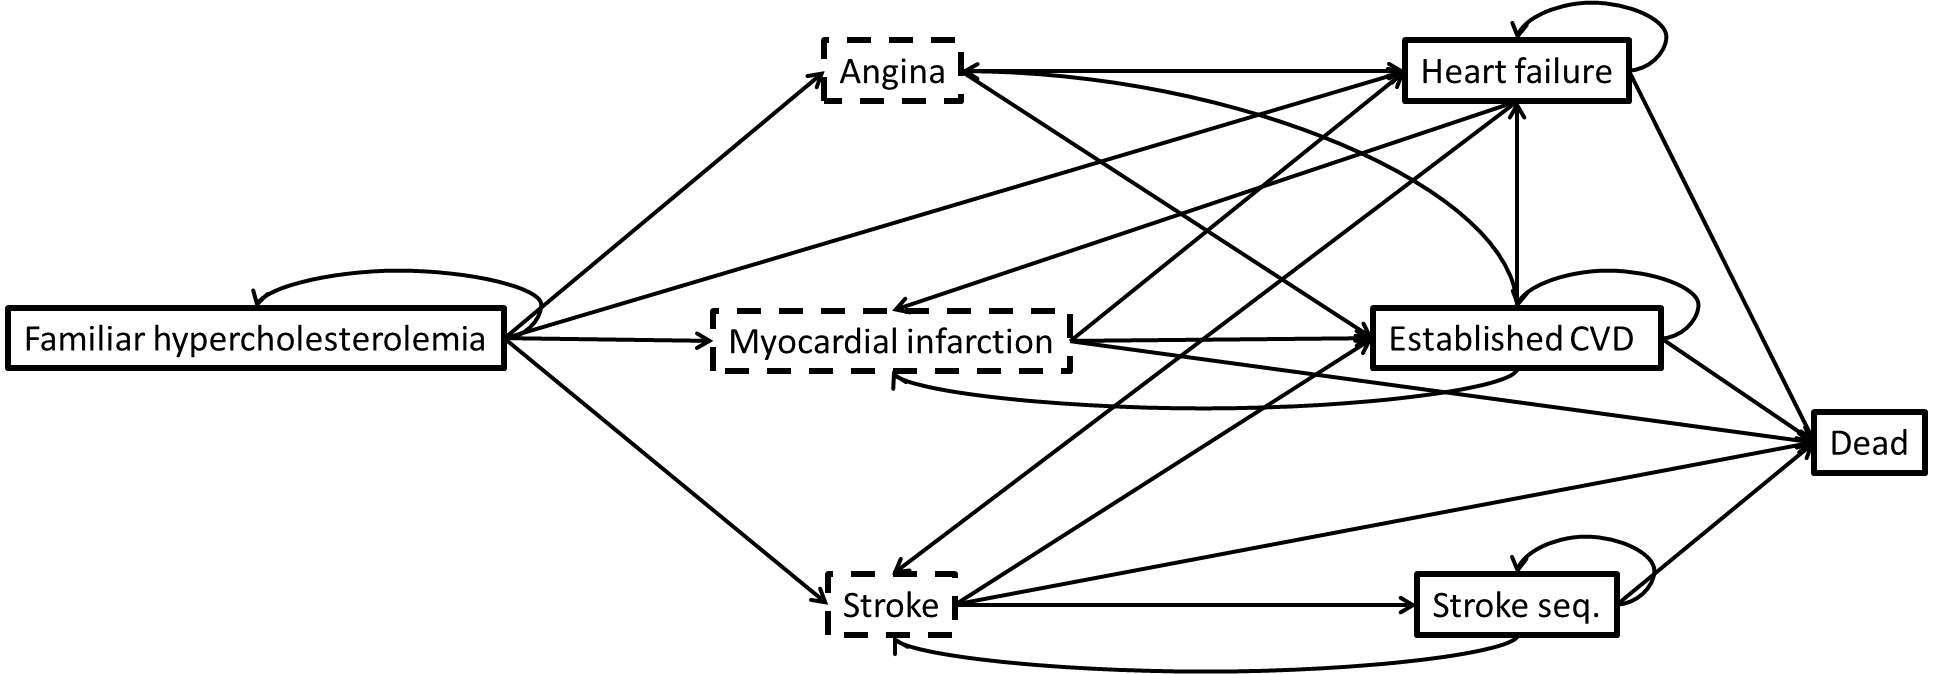 Angina
Heart failure
Familiar hypercholesterolemia
Myocardial infarction
Established CVD
Dead
Stroke
Stroke seq.